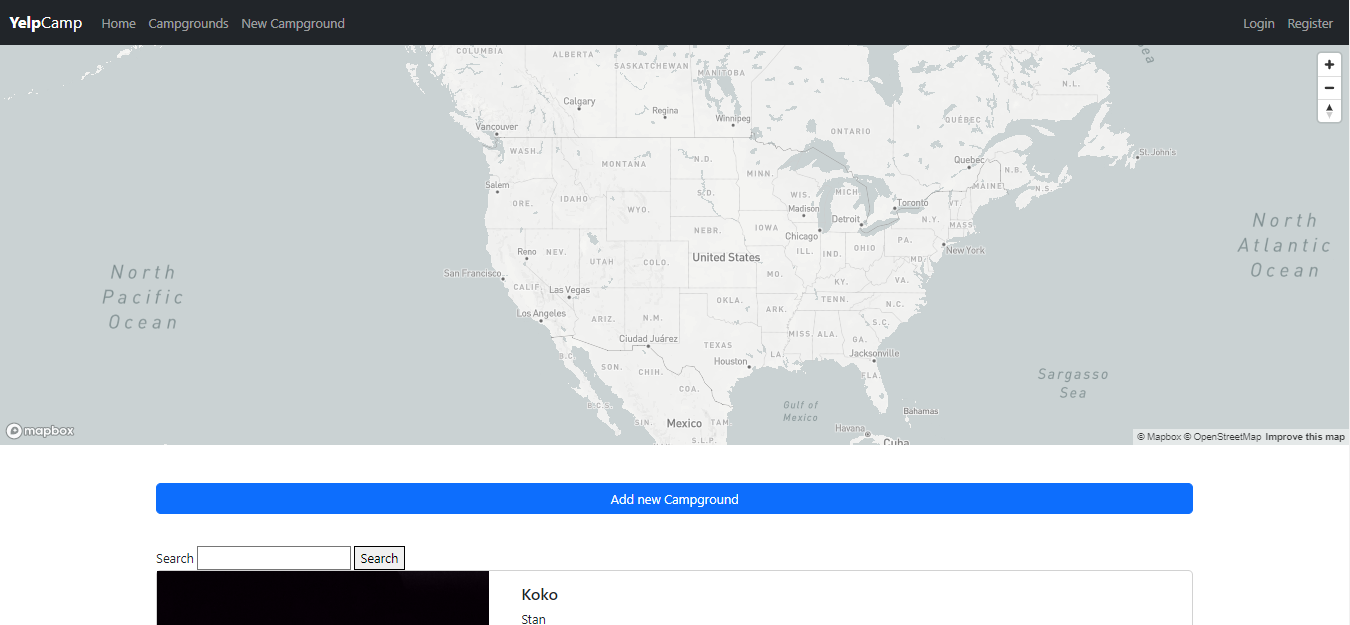 YelpCamp Home Campgrounds New Campground Login Register
COLUMBIA
ALBERTA
SASKATCHEWAN
MANITOBA
N.L.
Calgary
Regina
Winnipeg
ONTARIO
QUÉBEC
Vancouver
St. John's
WASH.
MONTANA
N.D.
MINN.
Quebec
N.B.
MAINE
N.S.
Salem
ORE.
IDAHO
WYO.
S.D.
WIS.
MICH.
Madison
Detroit
Toronto
VT.
N.Y.
MASS.
North
Atlantic
Ocean
NEBR.
IOWA
Chicago
ILL.
IND.
OHIO
PA.
MD.
New York
Reno
NEV.
UTAH
COLO.
United States
MO.
KY.
VA.
North
Pacific
Ocean
San Francisco
CALIF.
Las Vegas
OKLA.
ARK.
TENN.
N.C.
Los Angeles
ARIZ.
N.M.
MISS.
ALA.
GA.
S.C.
Ciudad Juárez
TEXAS
Houston
LA.
Jacksonville
FLA.
B.C.
SON.
CHIH.
COA.
Sargasso
Sea
B.C.S.
Gulf of
Mexico
Bahamas
SIN.
Mexico
TAM.
Havana
S.L.P.
Cuba
mapbox
© Mapbox © OpenStreetMap Improve this map
Add new Campground
Search Search
Koko
Stan